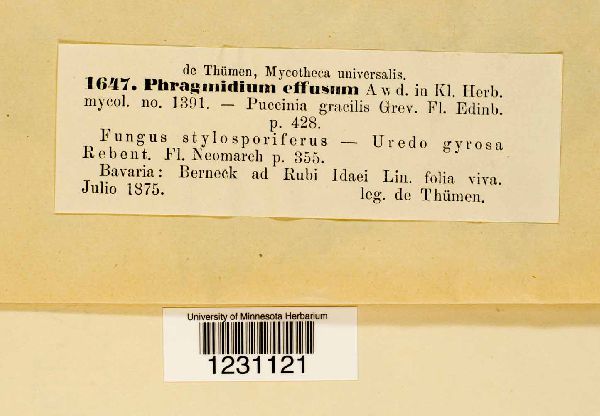 de Thümen, Mycotheca universalis.
1647. Phragmidium effusum Awd. in Kl. Herb.
mycol. no. 1391. — Puccinia gracilis Grev. Fl. Edinb.
p. 428.
Fungus stylosporiferus — Uredo gyrosa
Rebent. Fl. Neomarch p. 355.
Bavaria: Berneck ad Rubi Idaei Lin. folia viva.
Julio 1875. leg. de Thümen.
University of Minnesota Herbarium
1231121